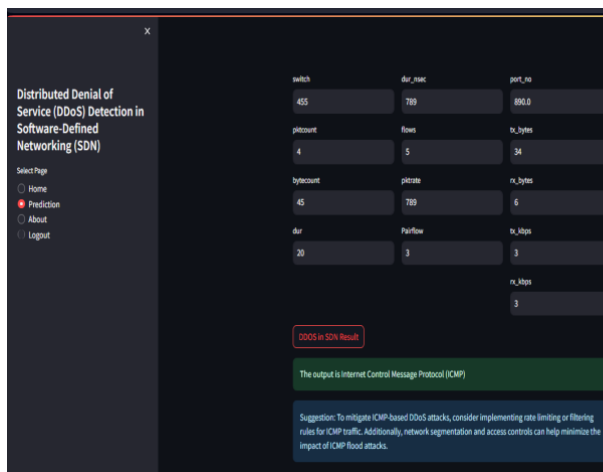 x
Distributed Denial of
Service (DDoS) Detection in
Software-Defined
Networking (SDN)
Select Page
Home
Prediction
About
Logout
switch dur_nsec port_no
455 789 890.0
pktcount flows tx_bytes
4 5 34
bytecount pktrate rx_bytes
45 789 6
dur Pairflow tx_kbps
20 3 3
rx_kbps
3
DDOS in SDN Result
The output is Internet Control Message Protocol (ICMP)
Suggestion: To mitigate ICMP-based DDoS attacks, consider implementing rate limiting or filtering
rules for ICMP traffic. Additionally, network segmentation and access controls can help minimize the
impact of ICMP flood attacks.